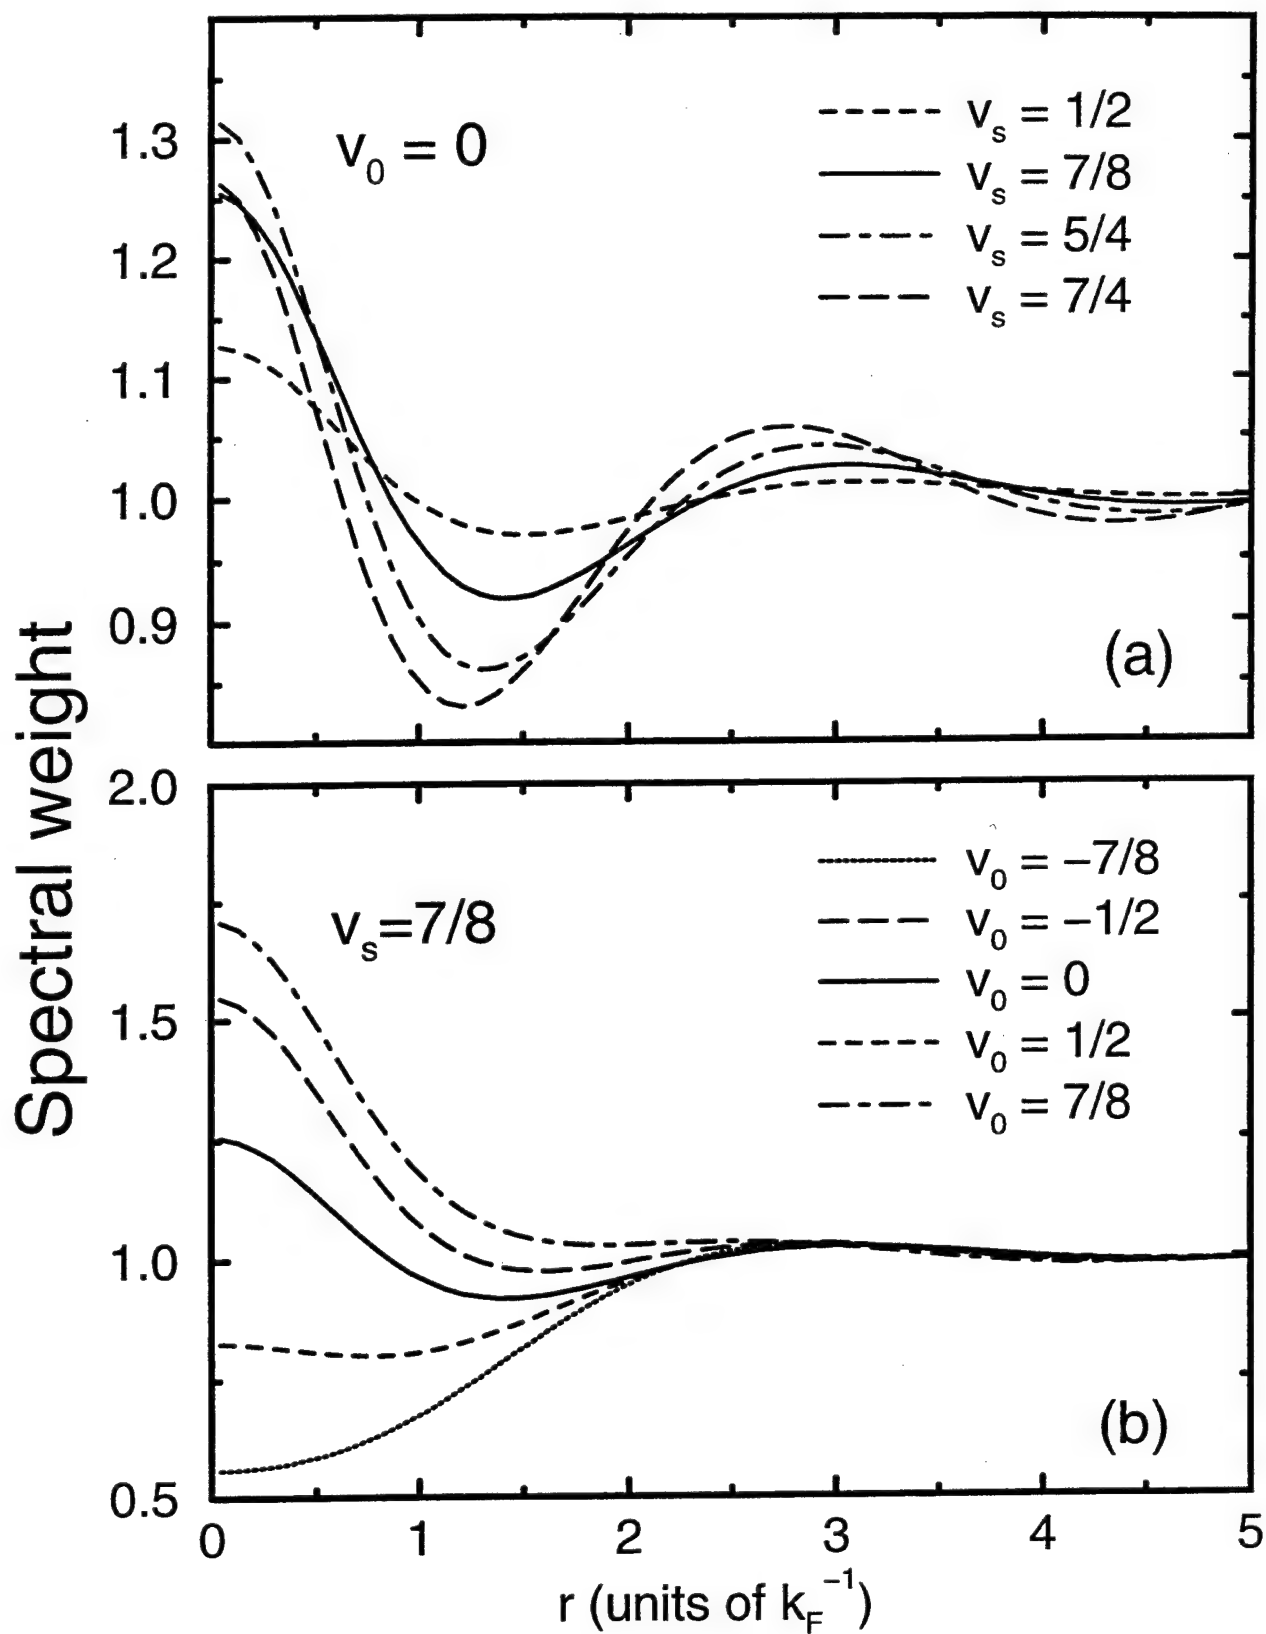 Spectral weight
1.3
1.2
1.1
1.0
0.9
v₀ = 0
vₛ = 1/2
vₛ = 7/8
vₛ = 5/4
vₛ = 7/4
(a)
2.0
1.5
1.0
0.5
vₛ=7/8
v₀ = −7/8
v₀ = −1/2
v₀ = 0
v₀ = 1/2
v₀ = 7/8
(b)
0 1 2 3 4 5
r (units of k_F⁻¹)